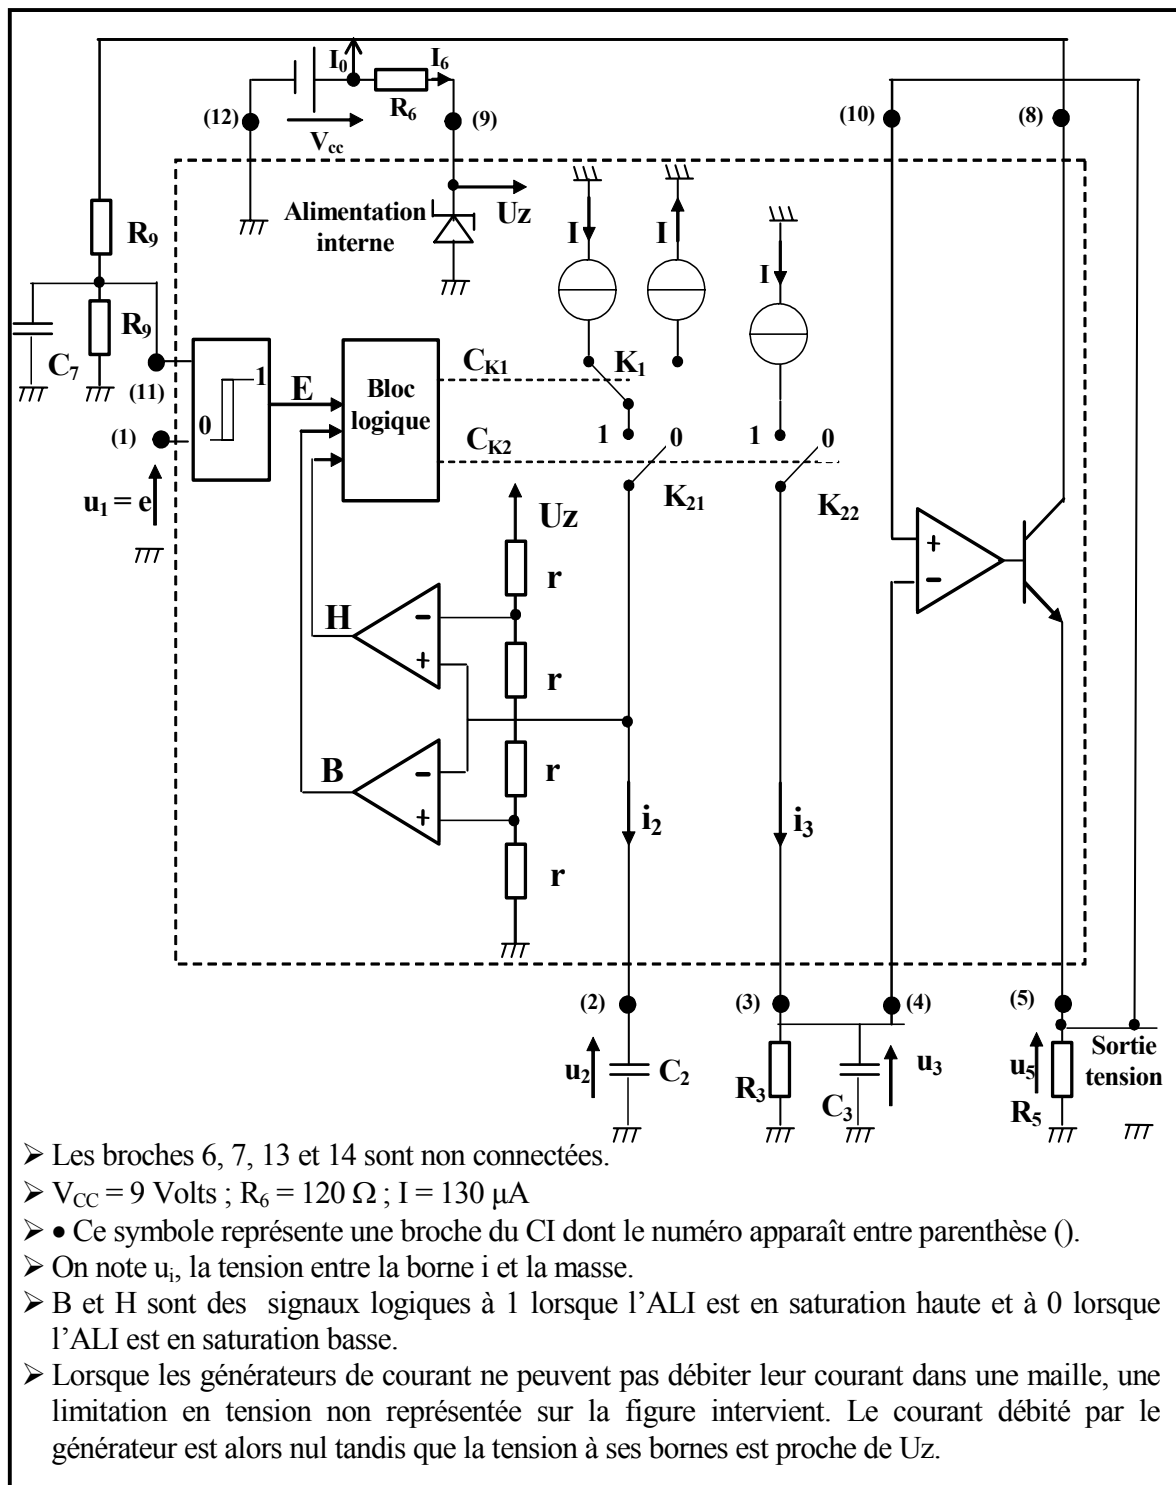 I₀
I₆
R₆
(12)
(9)
(10)
(8)
Vcc
Uz
Alimentation
interne
R₉
R₉
C₇
(11)
(1)
u₁ = e
0
1
E
Bloc
logique
C_K1
C_K2
I
I
I
K₁
1
0
K₂₁
1
0
K₂₂
Uz
r
r
r
r
H
B
-
+
-
+
+
-
i₂
i₃
(2)
(3)
(4)
(5)
u₂
C₂
R₃
C₃
u₃
u₅
R₅
Sortie
tension
➢ Les broches 6, 7, 13 et 14 sont non connectées.
➢ V_CC = 9 Volts ; R₆ = 120 Ω ; I = 130 µA
➢ • Ce symbole représente une broche du CI dont le numéro apparaît entre parenthèse ().
➢ On note uᵢ, la tension entre la borne i et la masse.
➢ B et H sont des signaux logiques à 1 lorsque l’ALI est en saturation haute et à 0 lorsque
l’ALI est en saturation basse.
➢ Lorsque les générateurs de courant ne peuvent pas débiter leur courant dans une maille, une
limitation en tension non représentée sur la figure intervient. Le courant débité par le
générateur est alors nul tandis que la tension à ses bornes est proche de Uz.